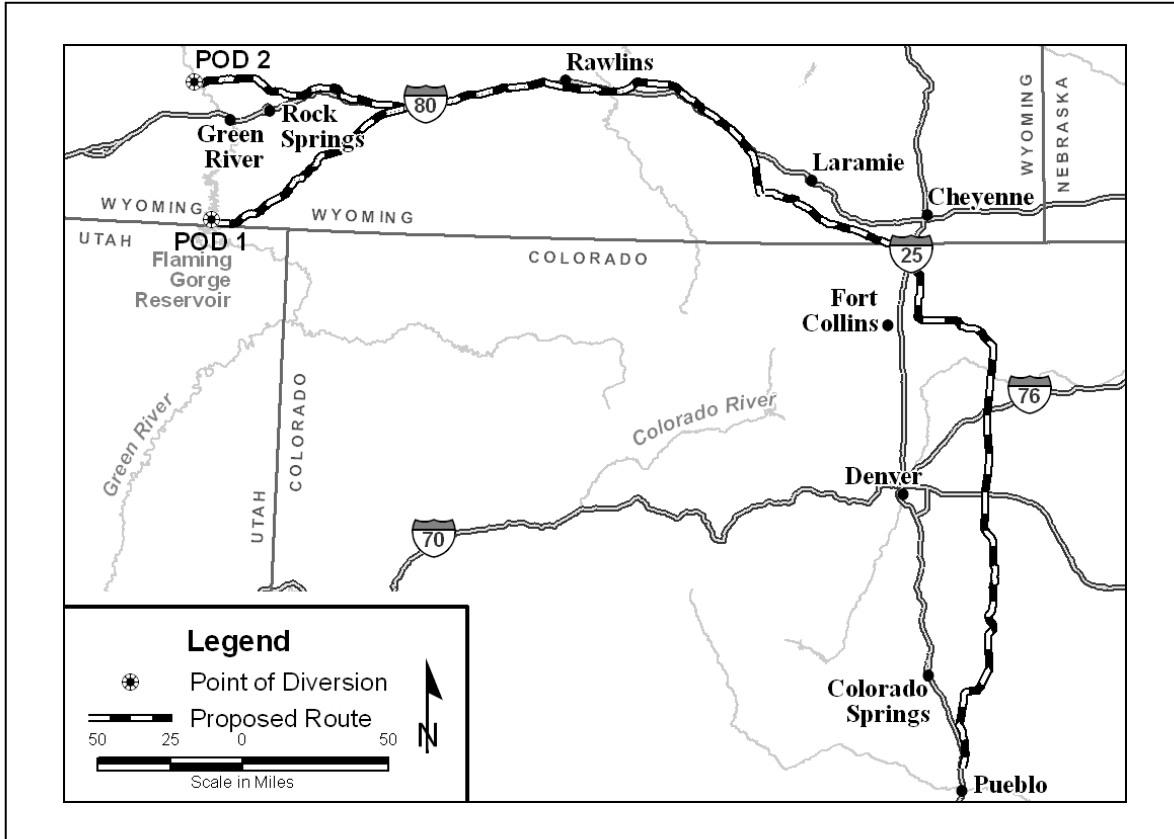 POD 2
Rawlins
80
Rock
Springs
Green
River
WYOMING
NEBRASKA
Laramie
Cheyenne
WYOMING
WYOMING
UTAH
POD 1
COLORADO
25
Flaming
Gorge
Reservoir
Fort
Collins
76
COLORADO
UTAH
Green River
Colorado River
Denver
70
Colorado
Springs
Pueblo
Legend
Point of Diversion
Proposed Route
50 25 0 50
Scale in Miles
N